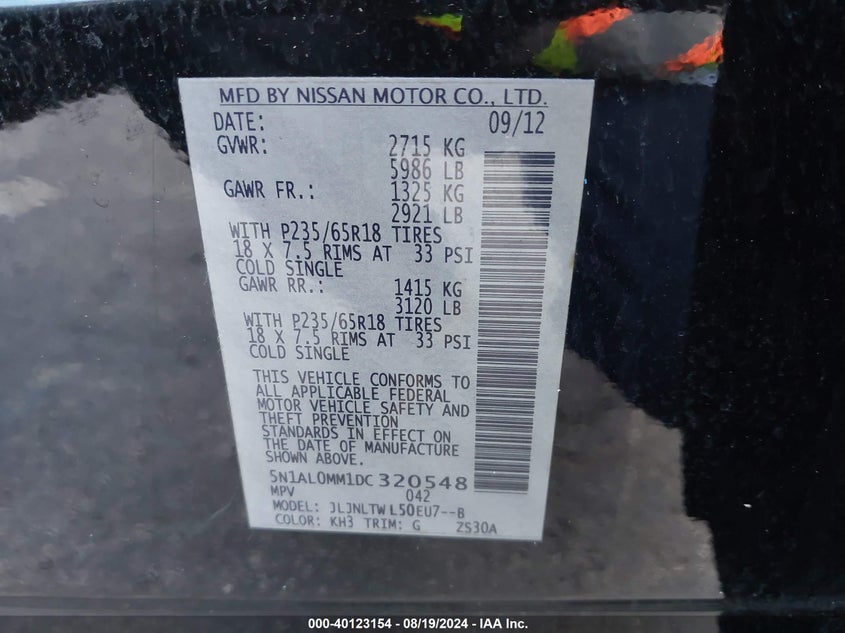 MFD BY NISSAN MOTOR CO., LTD.
DATE: 09/12
GVWR: 2715 KG
5986 LB
GAWR FR.: 1325 KG
2921 LB
WITH P235/65R18 TIRES
18 X 7.5 RIMS AT 33 PSI
COLD SINGLE
GAWR RR.: 1415 KG
3120 LB
WITH P235/65R18 TIRES
18 X 7.5 RIMS AT 33 PSI
COLD SINGLE
THIS VEHICLE CONFORMS TO
ALL APPLICABLE FEDERAL
MOTOR VEHICLE SAFETY AND
THEFT PREVENTION
STANDARDS IN EFFECT ON
THE DATE OF MANUFACTURE
SHOWN ABOVE.
5N1AL0MM1DC320548
MPV 042
MODEL: JLJNLTW L50EU7--B
COLOR: KH3 TRIM: G ZS30A
000-40123154 - 08/19/2024 - IAA Inc.